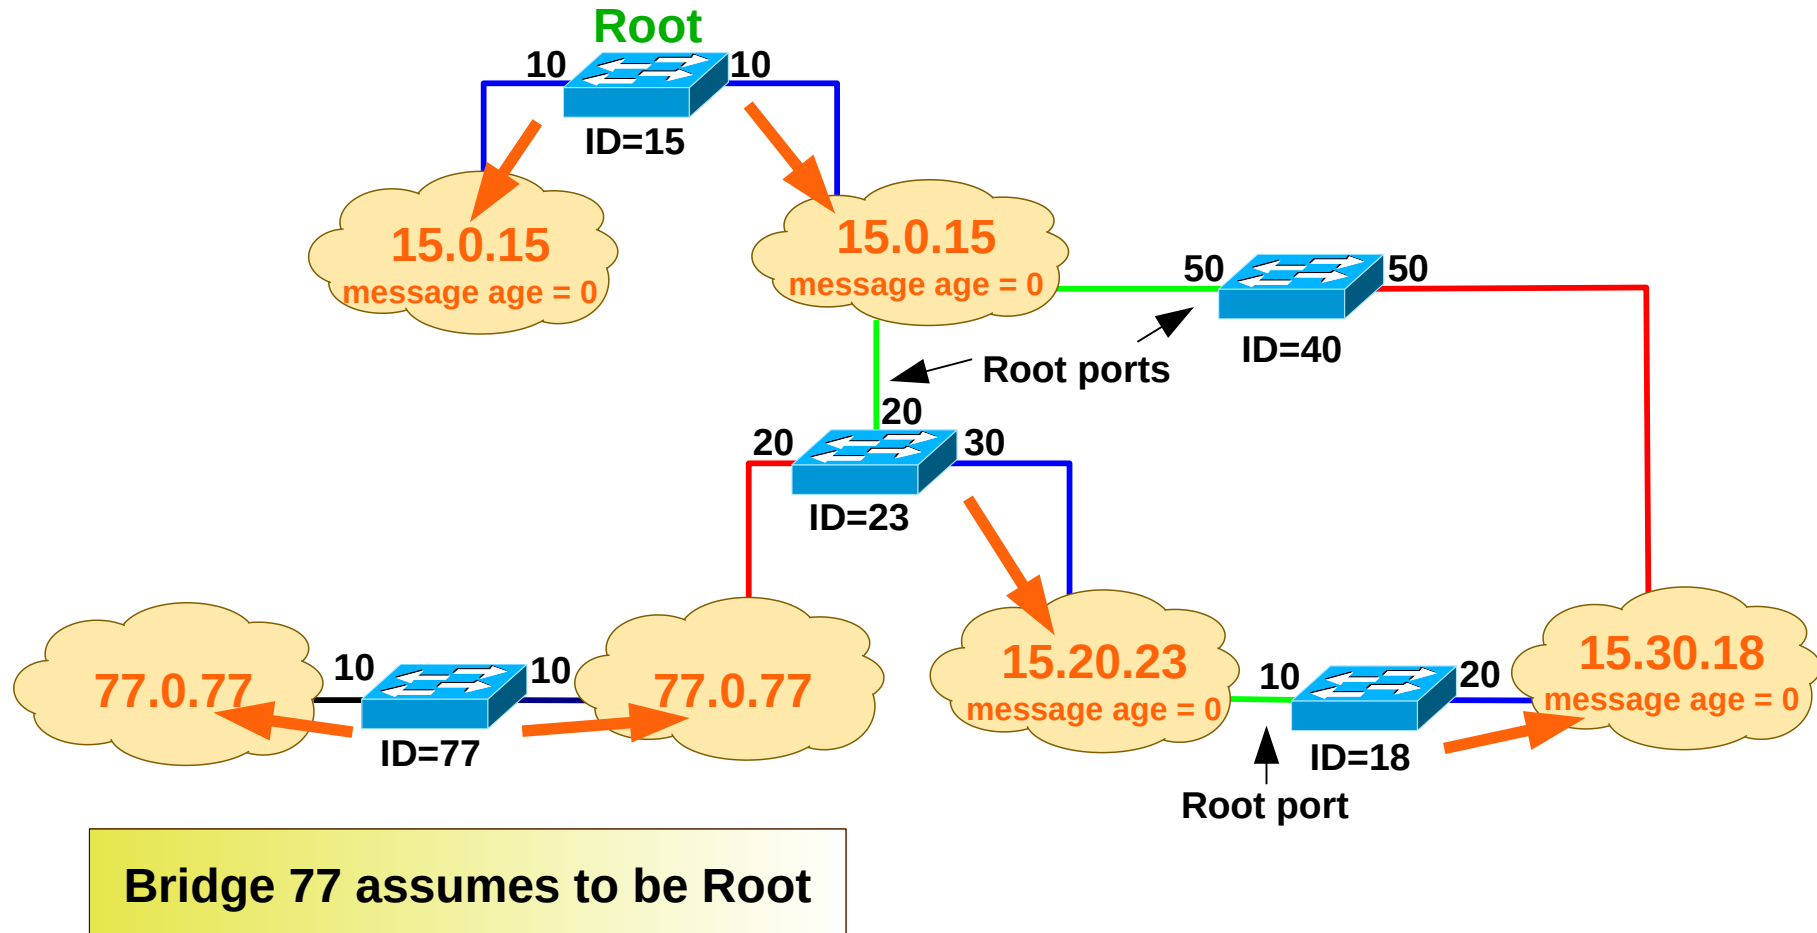 Root
10
10
ID=15
15.0.15
message age = 0
15.0.15
message age = 0
50
50
ID=40
Root ports
20
20
30
ID=23
77.0.77
10
10
ID=77
77.0.77
15.20.23
message age = 0
10
20
ID=18
15.30.18
message age = 0
Root port
Bridge 77 assumes to be Root